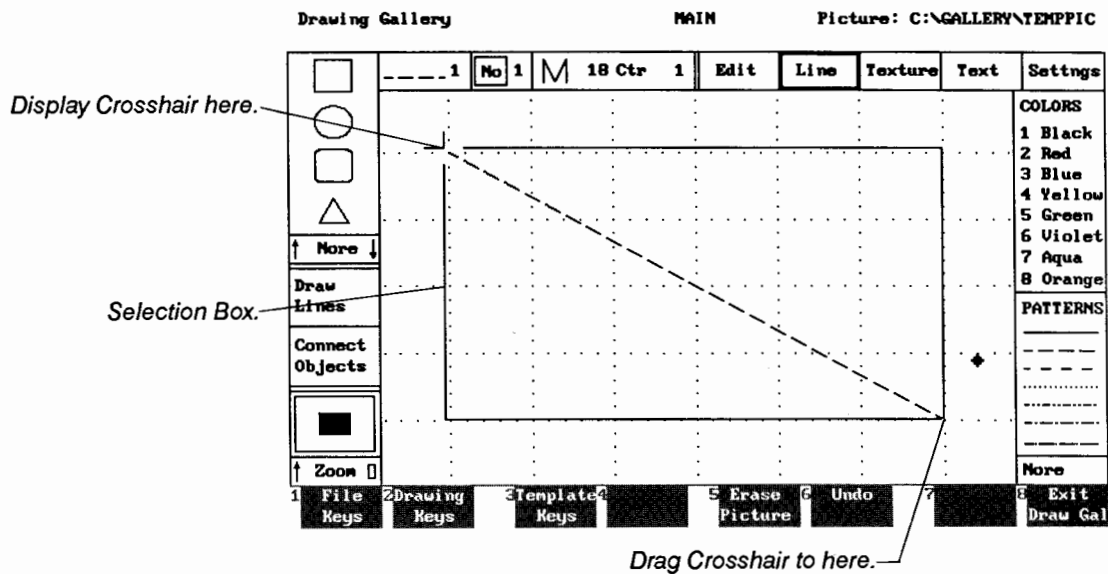 Drawing Gallery MAIN Picture: C:\GALLERY\TEMPPIC
1 No 1 18 Ctr 1 Edit Line Texture Text Settngs
Display Crosshair here.
COLORS
1 Black
2 Red
3 Blue
4 Yellow
5 Green
6 Violet
7 Aqua
8 Orange
↑ More ↓
Draw
Lines
Selection Box.
PATTERNS
Connect
Objects
↑ Zoom
More
1 File 2 Drawing 3 Template 4 5 Erase 6 Undo 7 8 Exit
Keys Keys Keys Picture Draw Gal
Drag Crosshair to here.